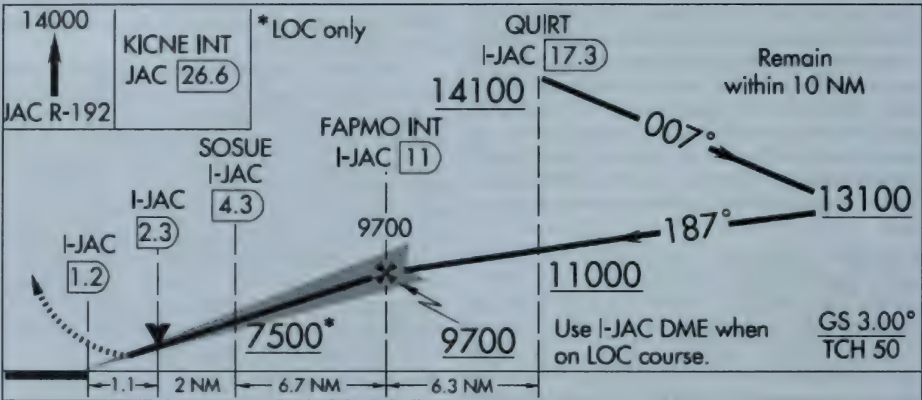 14000
JAC R-192
KICNE INT
JAC 26.6
*LOC only
QUIRT
I-JAC 17.3
14100
Remain
within 10 NM
007°
13100
187°
FAPMO INT
I-JAC 11
9700
SOSUE
I-JAC
4.3
I-JAC
2.3
I-JAC
1.2
7500*
9700
11000
Use I-JAC DME when
on LOC course.
GS 3.00°
TCH 50
1.1
2 NM
6.7 NM
6.3 NM